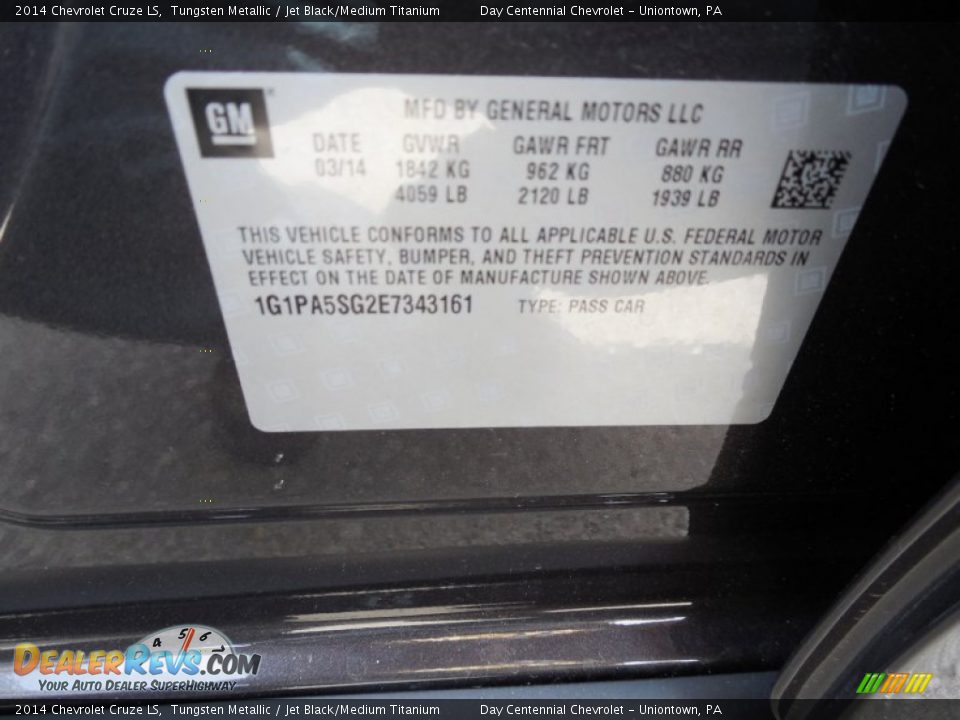 2014 Chevrolet Cruze LS, Tungsten Metallic / Jet Black/Medium Titanium Day Centennial Chevrolet - Uniontown, PA
GM
MFD BY GENERAL MOTORS LLC
DATE GVWR GAWR FRT GAWR RR
03/14 1842 KG 962 KG 880 KG
4059 LB 2120 LB 1939 LB
THIS VEHICLE CONFORMS TO ALL APPLICABLE U.S. FEDERAL MOTOR
VEHICLE SAFETY, BUMPER, AND THEFT PREVENTION STANDARDS IN
EFFECT ON THE DATE OF MANUFACTURE SHOWN ABOVE.
1G1PA5SG2E7343161 TYPE: PASS CAR
4 5 6
DEALERREVS.COM
YOUR AUTO DEALER SUPERHIGHWAY
2014 Chevrolet Cruze LS, Tungsten Metallic / Jet Black/Medium Titanium Day Centennial Chevrolet - Uniontown, PA